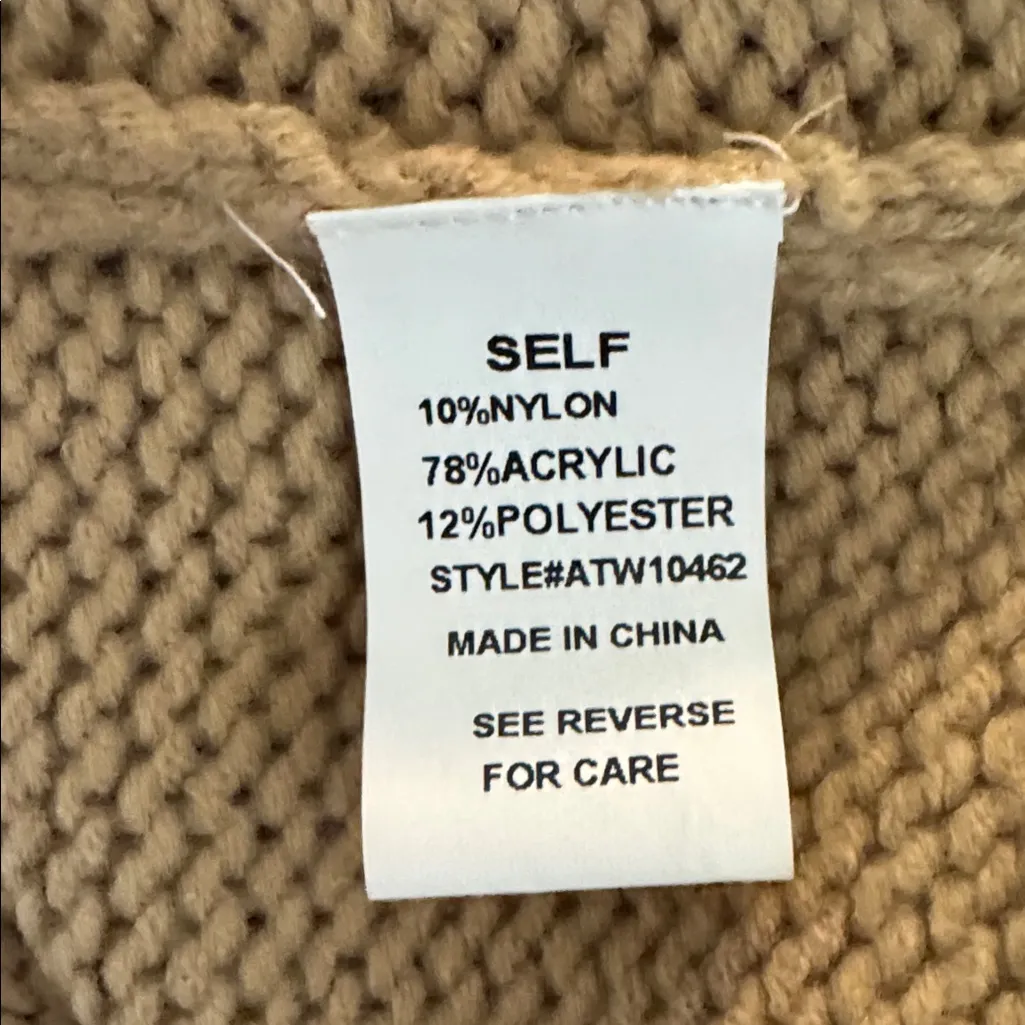 SELF
10%NYLON
78%ACRYLIC
12%POLYESTER
STYLE#ATW10462
MADE IN CHINA
SEE REVERSE
FOR CARE